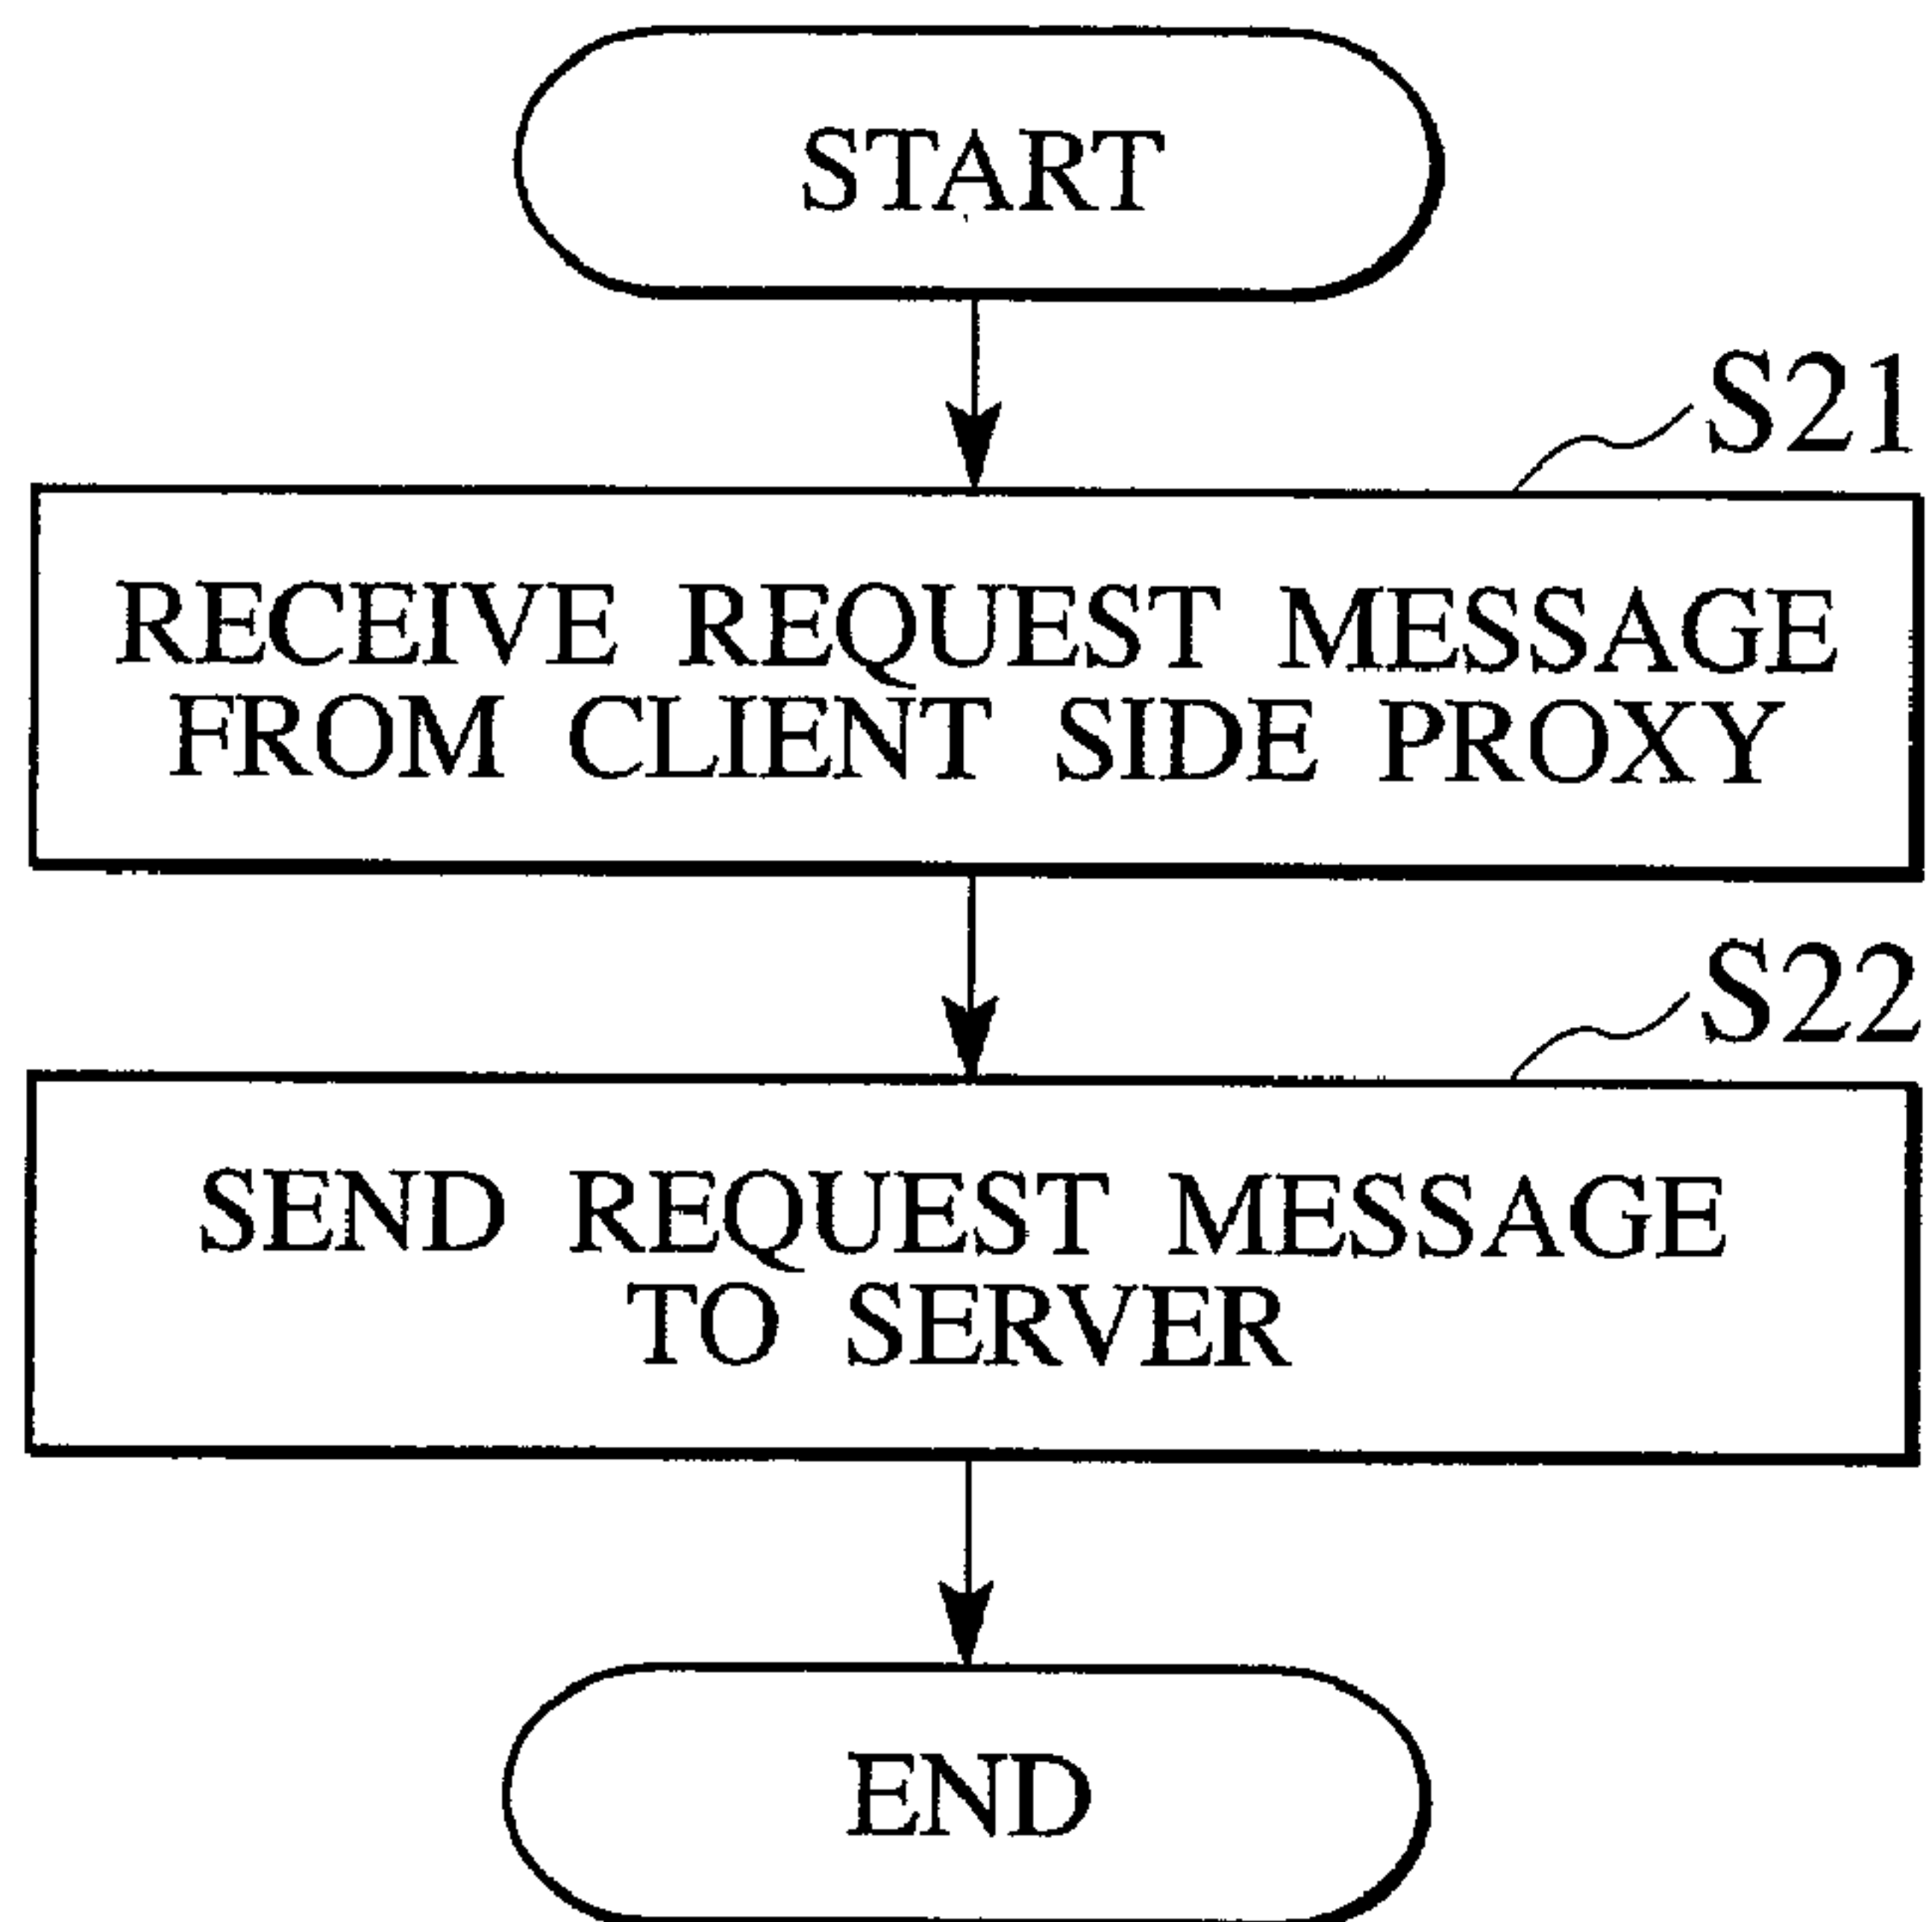 START
S21
RECEIVE REQUEST MESSAGE
FROM CLIENT SIDE PROXY
S22
SEND REQUEST MESSAGE
TO SERVER
END